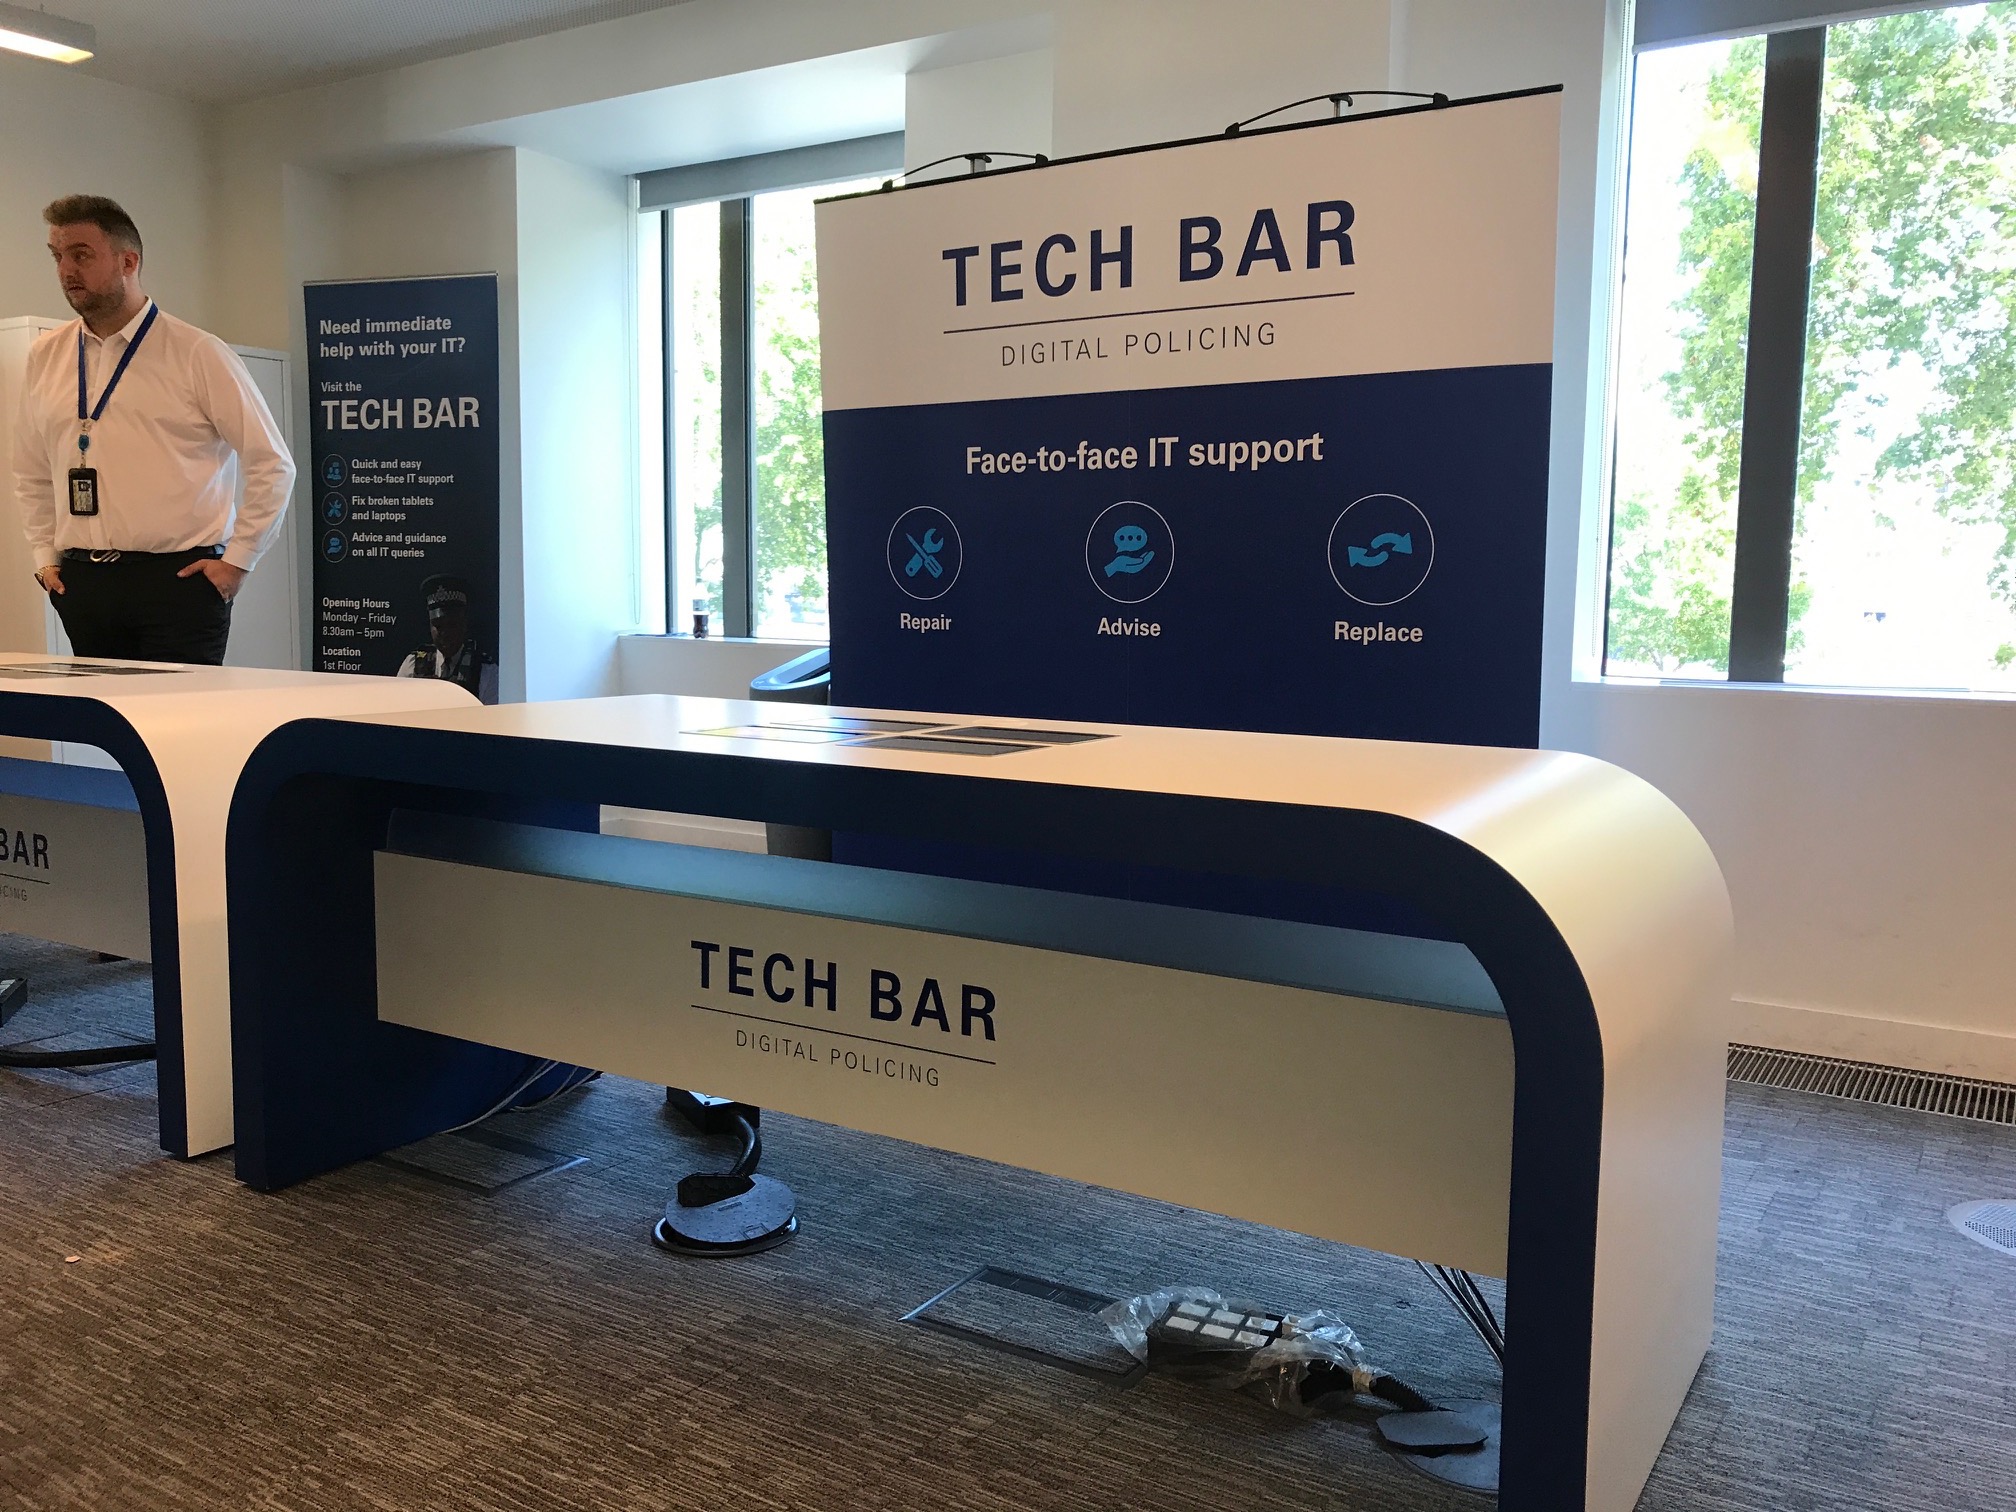 Need immediate
help with your IT?
Visit the
TECH BAR
Quick and easy
face-to-face IT support
Fix broken tablets
and laptops
Advice and guidance
on all IT queries
Opening Hours
Monday – Friday
8.30am – 5pm
Location
1st Floor
TECH BAR
DIGITAL POLICING
Face-to-face IT support
Repair
Advise
Replace
BAR
ICING
TECH BAR
DIGITAL POLICING